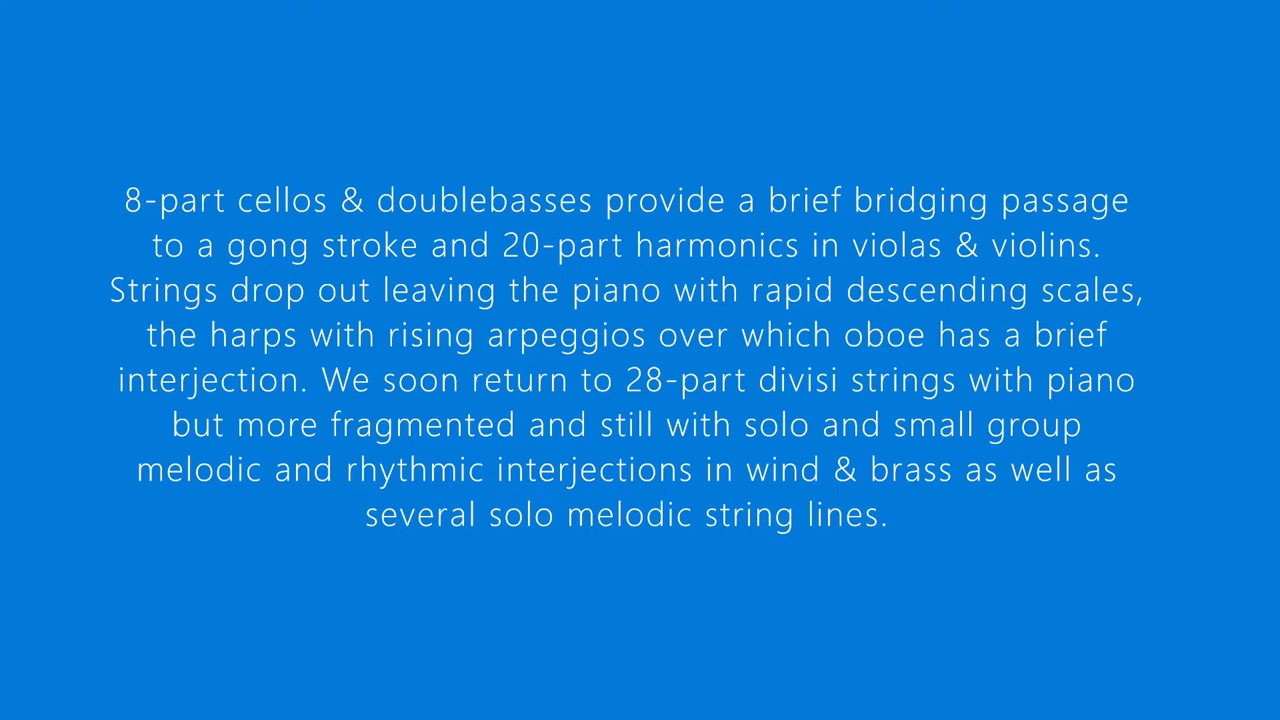 8-part cellos & doublebasses provide a brief bridging passage
to a gong stroke and 20-part harmonics in violas & violins.
Strings drop out leaving the piano with rapid descending scales,
the harps with rising arpeggios over which oboe has a brief
interjection. We soon return to 28-part divisi strings with piano
but more fragmented and still with solo and small group
melodic and rhythmic interjections in wind & brass as well as
several solo melodic string lines.